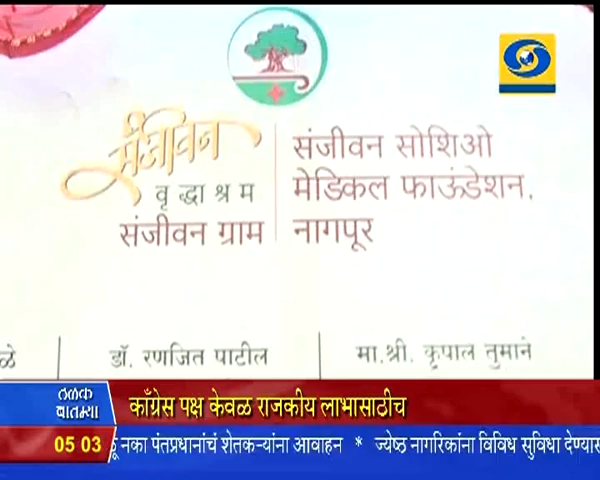 संजीवन
वृद्धाश्रम
संजीवन ग्राम
संजीवन सोशिओ
मेडिकल फाऊंडेशन,
नागपूर
डॉ. रणजित पाटील
मा.श्री. कृपाल तुमाने
ठळक
बातम्या
काँग्रेस पक्ष केवळ राजकीय लाभासाठीच
05 03
नका पंतप्रधानांचं शेतकऱ्यांना आवाहन * ज्येष्ठ नागरिकांना विविध सुविधा देण्यास